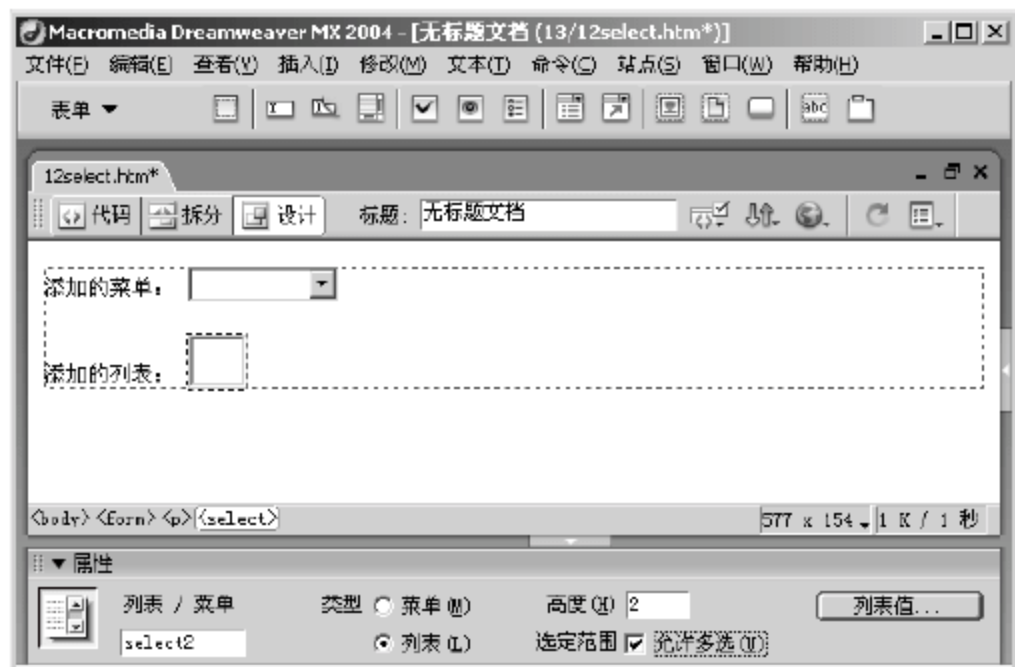 Macromedia Dreamweaver MX 2004 - [无标题文档 (13/12select.htm*)]
文件(F) 编辑(E) 查看(V) 插入(I) 修改(M) 文本(T) 命令(C) 站点(S) 窗口(W) 帮助(H)
表单
abc
12select.htm*
代码 拆分 设计 标题: 无标题文档
添加的菜单:
添加的列表:
<body> <form> <p> <select> 577 x 154 1 K / 1 秒
属性
列表 / 菜单 类型 菜单(M) 高度(H) 2 列表值...
select2 列表(L) 选定范围 允许多选(V)